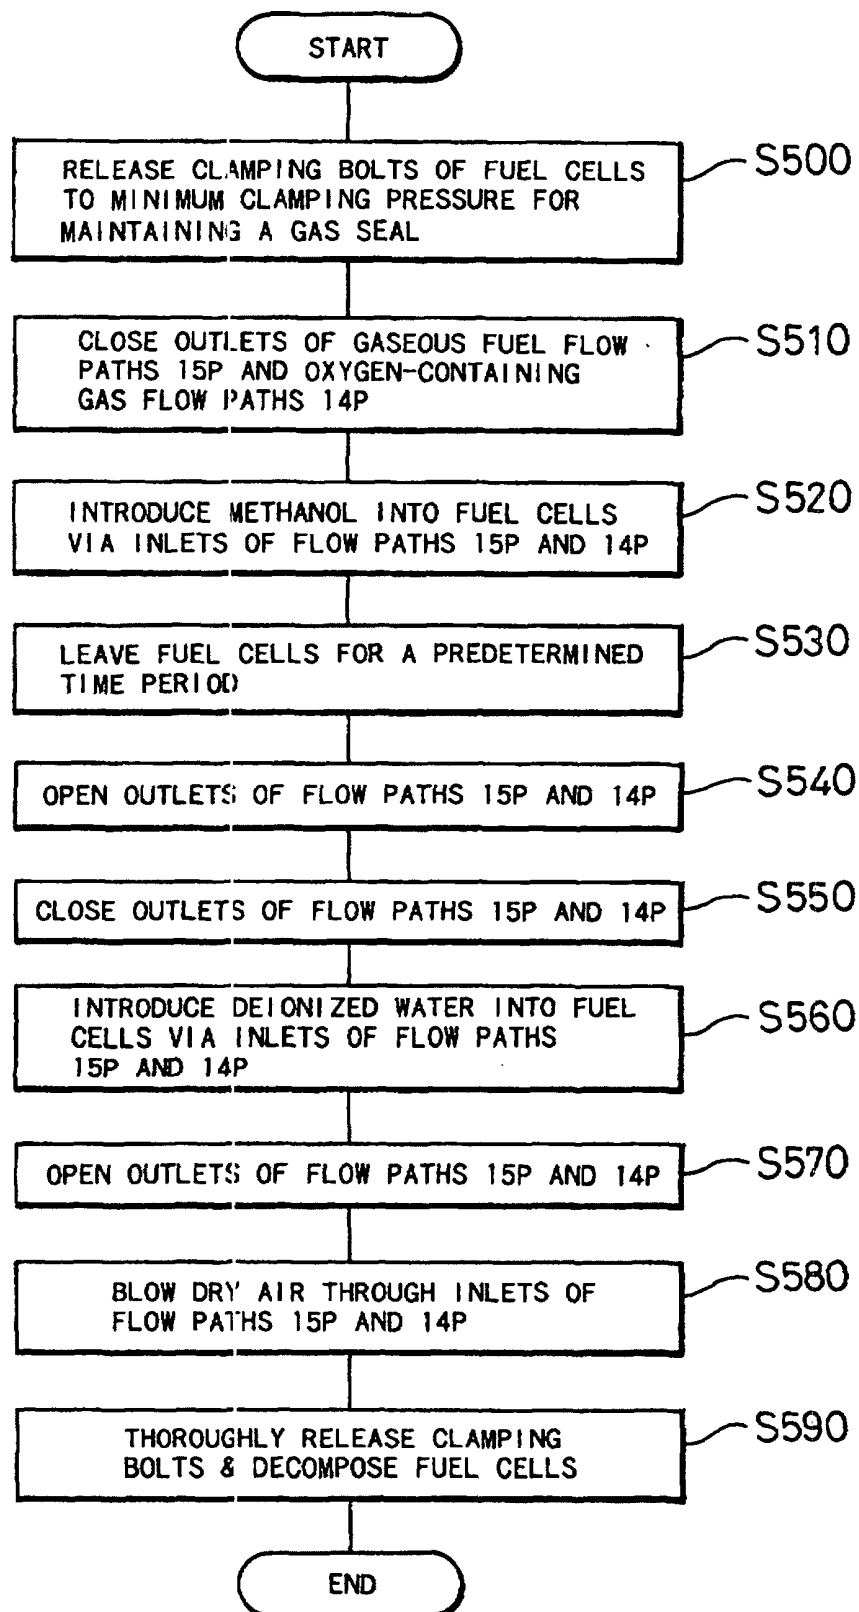 START
RELEASE CLAMPING BOLTS OF FUEL CELLS
TO MINIMUM CLAMPING PRESSURE FOR
MAINTAINING A GAS SEAL
S500
CLOSE OUTLETS OF GASEOUS FUEL FLOW
PATHS 15P AND OXYGEN-CONTAINING
GAS FLOW PATHS 14P
S510
INTRODUCE METHANOL INTO FUEL CELLS
VIA INLETS OF FLOW PATHS 15P AND 14P
S520
LEAVE FUEL CELLS FOR A PREDETERMINED
TIME PERIOD
S530
OPEN OUTLETS OF FLOW PATHS 15P AND 14P
S540
CLOSE OUTLETS OF FLOW PATHS 15P AND 14P
S550
INTRODUCE DEIONIZED WATER INTO FUEL
CELLS VIA INLETS OF FLOW PATHS
15P AND 14P
S560
OPEN OUTLETS OF FLOW PATHS 15P AND 14P
S570
BLOW DRY AIR THROUGH INLETS OF
FLOW PATHS 15P AND 14P
S580
THOROUGHLY RELEASE CLAMPING
BOLTS & DECOMPOSE FUEL CELLS
S590
END